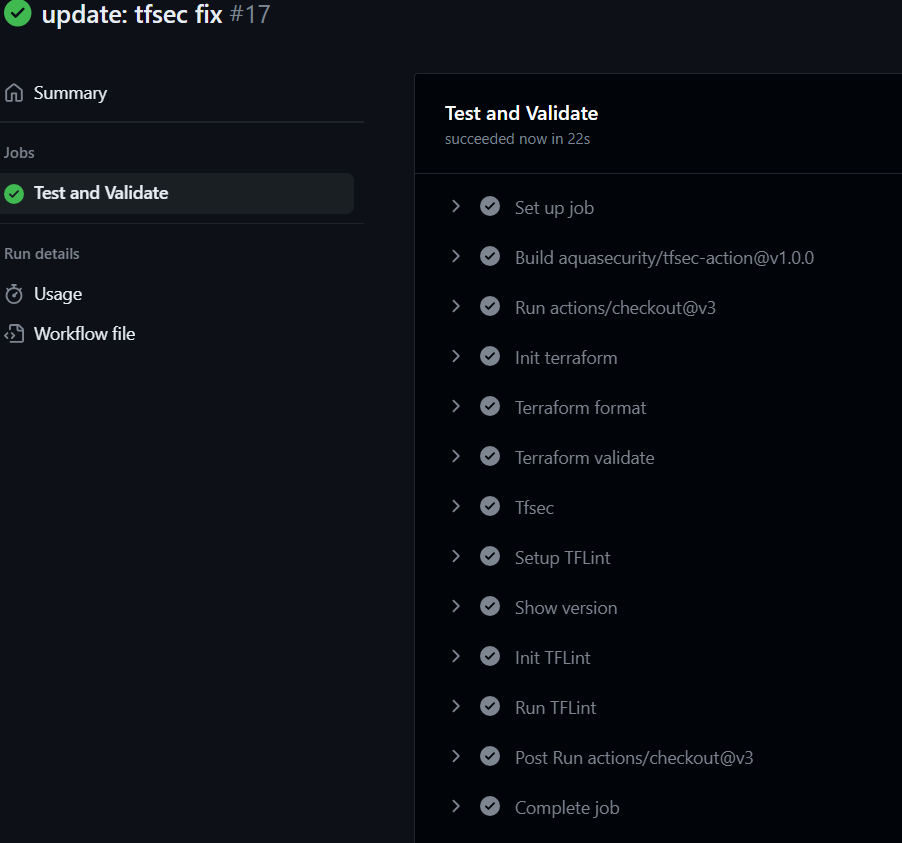 update: tfsec fix #17
Summary
Jobs
Test and Validate
Run details
Usage
Workflow file
Test and Validate
succeeded now in 22s
Set up job
Build aquasecurity/tfsec-action@v1.0.0
Run actions/checkout@v3
Init terraform
Terraform format
Terraform validate
Tfsec
Setup TFLint
Show version
Init TFLint
Run TFLint
Post Run actions/checkout@v3
Complete job